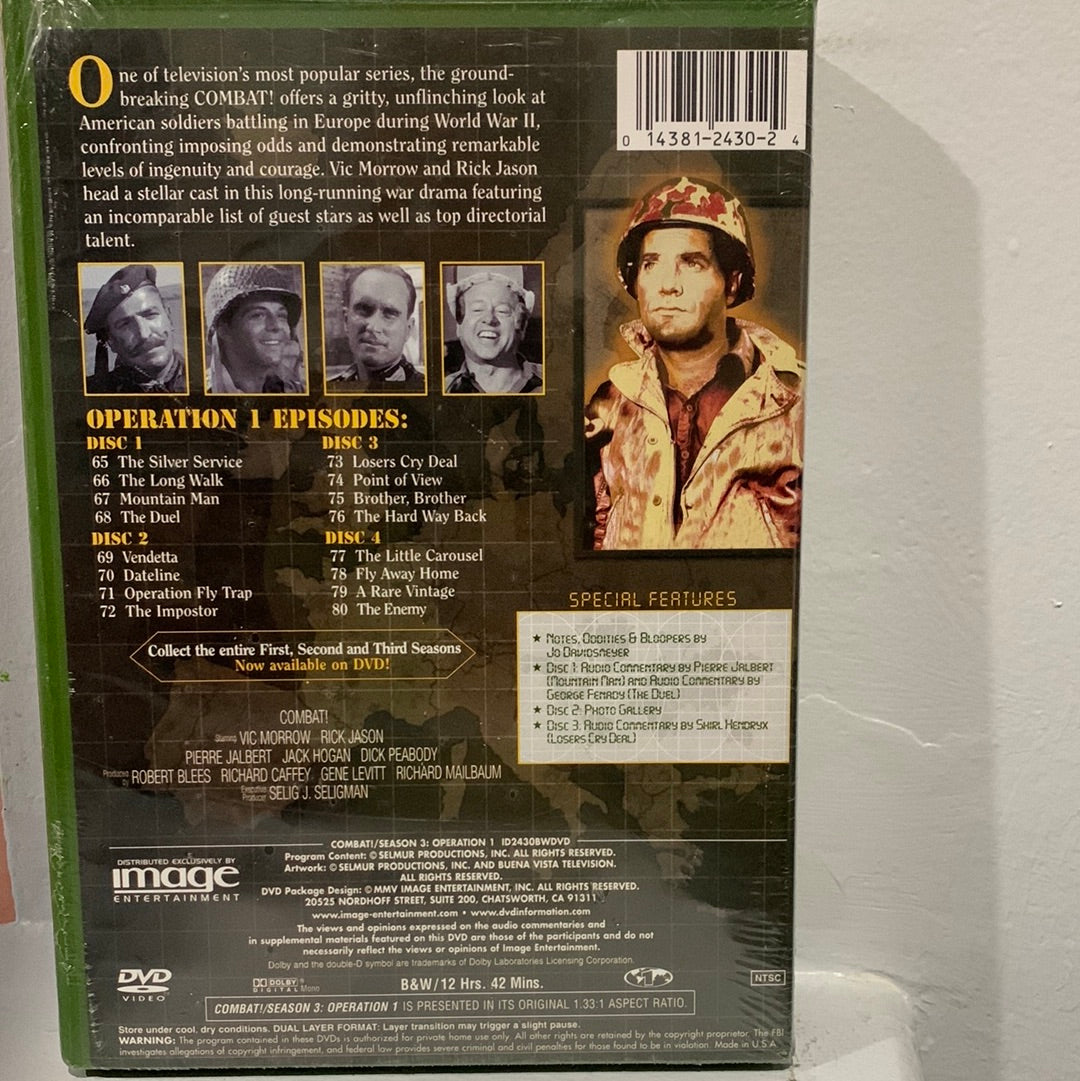 One of television's most popular series, the ground-
breaking COMBAT! offers a gritty, unflinching look at
American soldiers battling in Europe during World War II,
confronting imposing odds and demonstrating remarkable
levels of ingenuity and courage. Vic Morrow and Rick Jason
head a stellar cast in this long-running war drama featuring
an incomparable list of guest stars as well as top directorial
talent.
0 14381-2430-2 4
OPERATION 1 EPISODES:
DISC 1
65 The Silver Service
66 The Long Walk
67 Mountain Man
68 The Duel
DISC 2
69 Vendetta
70 Dateline
71 Operation Fly Trap
72 The Impostor
DISC 3
73 Losers Cry Deal
74 Point of View
75 Brother, Brother
76 The Hard Way Back
DISC 4
77 The Little Carousel
78 Fly Away Home
79 A Rare Vintage
80 The Enemy
Collect the entire First, Second and Third Seasons
Now available on DVD!
SPECIAL FEATURES
★ Notes, Oddities & Bloopers by
Jo Davidsmeyer
★ Disc 1: Audio Commentary by Pierre Jalbert
(Mountain Man) and Audio Commentary by
George Fenady (The Duel)
★ Disc 2: Photo Gallery
★ Disc 3: Audio Commentary by Shirl Hendryx
(Losers Cry Deal)
COMBAT!
Starring VIC MORROW RICK JASON
PIERRE JALBERT JACK HOGAN DICK PEABODY
Produced by ROBERT BLEES RICHARD CAFFEY GENE LEVITT RICHARD MAILBAUM
Executive Producer SELIG J. SELIGMAN
COMBAT!/SEASON 3: OPERATION 1 ID2430BWDVD
Program Content: © SELMUR PRODUCTIONS, INC. ALL RIGHTS RESERVED.
Artwork: © SELMUR PRODUCTIONS, INC. AND BUENA VISTA TELEVISION.
ALL RIGHTS RESERVED.
DVD Package Design: © MMV IMAGE ENTERTAINMENT, INC. ALL RIGHTS RESERVED.
20525 NORDHOFF STREET, SUITE 200, CHATSWORTH, CA 91311
www.image-entertainment.com • www.dvdinformation.com
The views and opinions expressed on the audio commentaries and
in supplemental materials featured on this DVD are those of the participants and do not
necessarily reflect the views or opinions of Image Entertainment.
Dolby and the double-D symbol are trademarks of Dolby Laboratories Licensing Corporation.
DISTRIBUTED EXCLUSIVELY BY
image
ENTERTAINMENT
DVD
VIDEO
DOLBY
DIGITAL Mono
B&W/12 Hrs. 42 Mins.
1
NTSC
COMBAT!/SEASON 3: OPERATION 1 IS PRESENTED IN ITS ORIGINAL 1.33:1 ASPECT RATIO.
Store under cool, dry conditions. DUAL LAYER FORMAT: Layer transition may trigger a slight pause.
WARNING: The program contained in these DVDs is authorized for private home use only. All other rights are retained by the copyright proprietor. The FBI
investigates allegations of copyright infringement, and federal law provides severe criminal and civil penalties for those found to be in violation. Made in U.S.A.